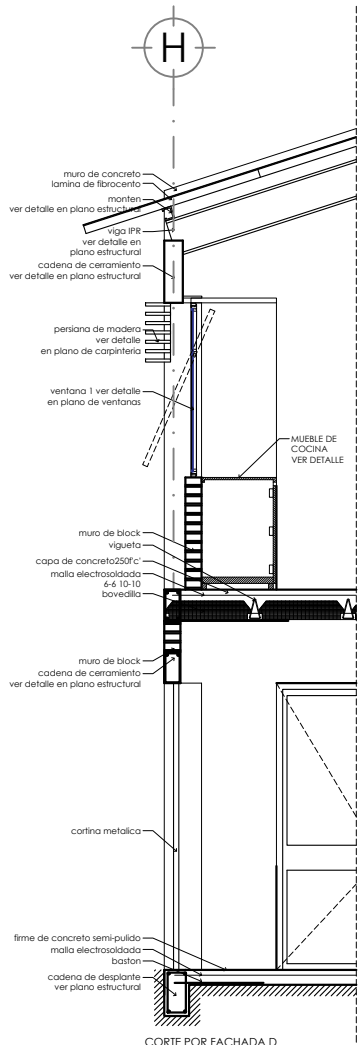 H
muro de concreto
lamina de fibrocento
monten
ver detalle en plano estructural
viga IPR
ver detalle en
plano estructural
cadena de cerramiento
ver detalle en plano estructural
persiana de madera
ver detalle
en plano de carpinteria
ventana 1 ver detalle
en plano de ventanas
MUEBLE DE
COCINA
VER DETALLE
muro de block
vigueta
capa de concreto250f'c'
malla electrosoldada
6-6 10-10
bovedilla
muro de block
cadena de cerramiento
ver detalle en plano estructural
cortina metalica
firme de concreto semi-pulido
malla electrosoldada
baston
cadena de desplante
ver plano estructural
CORTE POR FACHADA D